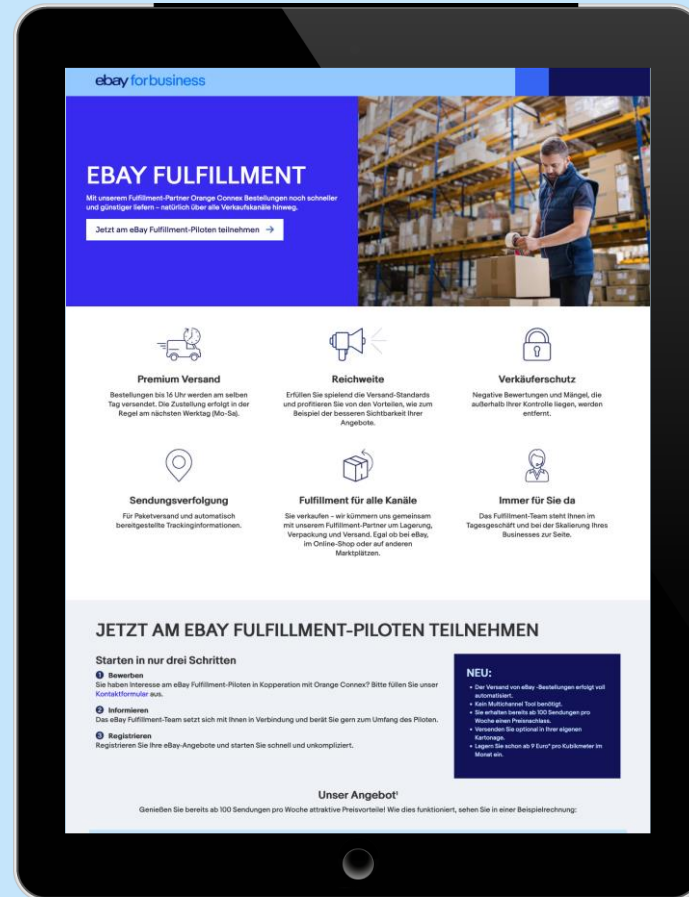 ebay for business
EBAY FULFILLMENT
Mit unserem Fulfillment-Partner Orange Connex Bestellungen noch schneller
und günstiger liefern – natürlich über alle Verkaufskanäle hinweg.
Jetzt am eBay Fulfillment-Piloten teilnehmen →
Premium Versand
Bestellungen bis 16 Uhr werden am selben
Tag versendet. Die Zustellung erfolgt in der
Regel am nächsten Werktag (Mo-Sa).
Reichweite
Erfüllen Sie spielend die Versand-Standards
und profitieren Sie von den Vorteilen, wie zum
Beispiel der besseren Sichtbarkeit Ihrer
Angebote.
Verkäuferschutz
Negative Bewertungen und Mängel, die
außerhalb Ihrer Kontrolle liegen, werden
entfernt.
Sendungsverfolgung
Für Paketversand und automatisch
bereitgestellte Trackinginformationen.
Fulfillment für alle Kanäle
Sie verkaufen – wir kümmern uns gemeinsam
mit unserem Fulfillment-Partner um Lagerung,
Verpackung und Versand. Egal ob bei eBay,
im Online-Shop oder auf anderen
Marktplätzen.
Immer für Sie da
Das Fulfillment-Team steht Ihnen im
Tagesgeschäft und bei der Skalierung Ihres
Businesses zur Seite.
JETZT AM EBAY FULFILLMENT-PILOTEN TEILNEHMEN
Starten in nur drei Schritten
1 Bewerben
Sie haben Interesse am eBay Fulfillment-Piloten in Kopperation mit Orange Connex? Bitte füllen Sie unser
Kontaktformular aus.
2 Informieren
Das eBay Fulfillment-Team setzt sich mit Ihnen in Verbindung und berät Sie gern zum Umfang des Piloten.
3 Registrieren
Registrieren Sie Ihre eBay-Angebote und starten Sie schnell und unkompliziert.
NEU:
• Der Versand von eBay -Bestellungen erfolgt voll
automatisiert.
• Kein Multichannel Tool benötigt.
• Sie erhalten bereits ab 100 Sendungen pro
Woche einen Preisnachlass.
• Versenden Sie optional in Ihrer eigenen
Kartonage.
• Lagern Sie schon ab 9 Euro* pro Kubikmeter im
Monat ein.
Unser Angebot¹
Genießen Sie bereits ab 100 Sendungen pro Woche attraktive Preisvorteile! Wie dies funktioniert, sehen Sie in einer Beispielrechnung: